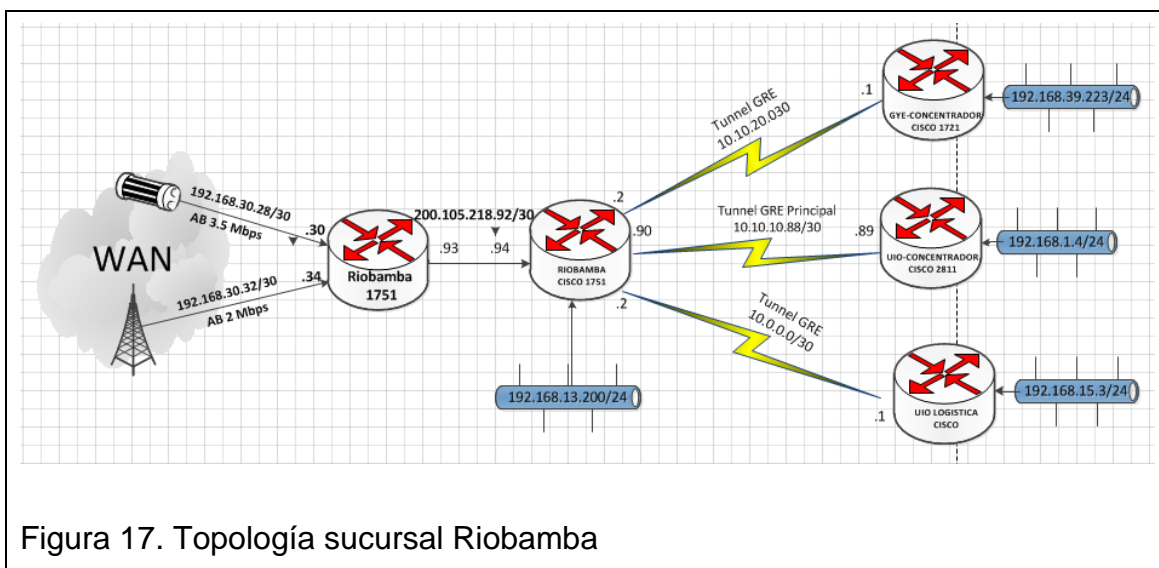 192.168.30.28/30
AB 3.5 Mbps
WAN
192.168.30.32/30
AB 2 Mbps
.30
.34
Riobamba
1751
200.105.218.92/30
.93
.94
RIOBAMBA
CISCO 1751
192.168.13.200/24
.2
.90
.2
Tunnel GRE
10.10.20.030
.1
GYE-CONCENTRADOR
CISCO 1721
192.168.39.223/24
Tunnel GRE Principal
10.10.10.88/30
.89
UIO-CONCENTRADOR
CISCO 2811
192.168.1.4/24
Tunnel GRE
10.0.0.0/30
.1
UIO LOGISTICA
CISCO
192.168.15.3/24
Figura 17. Topología sucursal Riobamba